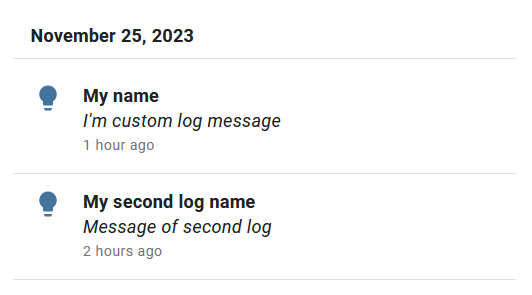 November 25, 2023
My name
I'm custom log message
1 hour ago
My second log name
Message of second log
2 hours ago